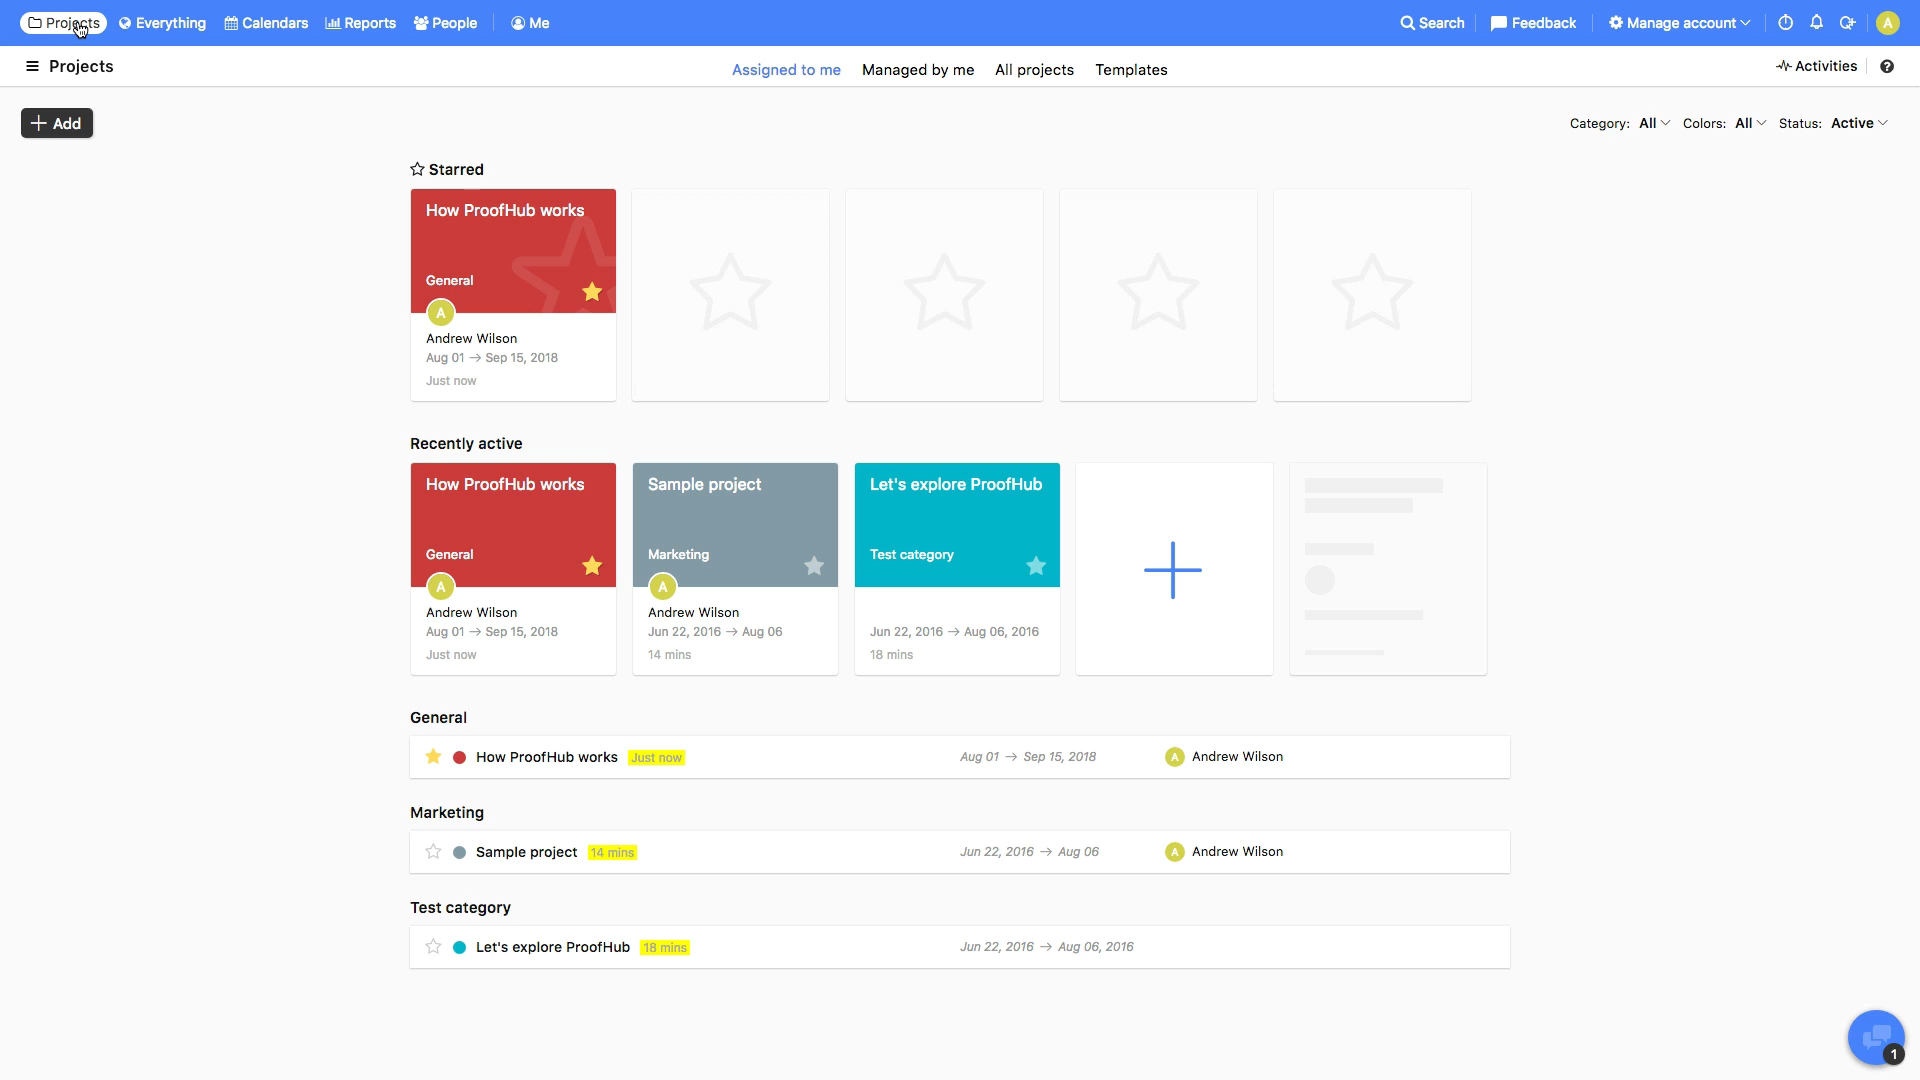 Projects Everything Calendars Reports People Me Search Feedback Manage account A
Projects Assigned to me Managed by me All projects Templates Activities ?
Add Category: All Colors: All Status: Active
Starred
How ProofHub works
General
A
Andrew Wilson
Aug 01 → Sep 15, 2018
Just now
Recently active
How ProofHub works
General
A
Andrew Wilson
Aug 01 → Sep 15, 2018
Just now
Sample project
Marketing
A
Andrew Wilson
Jun 22, 2016 → Aug 06
14 mins
Let's explore ProofHub
Test category
Jun 22, 2016 → Aug 06, 2016
18 mins
General
How ProofHub works Just now Aug 01 → Sep 15, 2018 A Andrew Wilson
Marketing
Sample project 14 mins Jun 22, 2016 → Aug 06 A Andrew Wilson
Test category
Let's explore ProofHub 18 mins Jun 22, 2016 → Aug 06, 2016
1